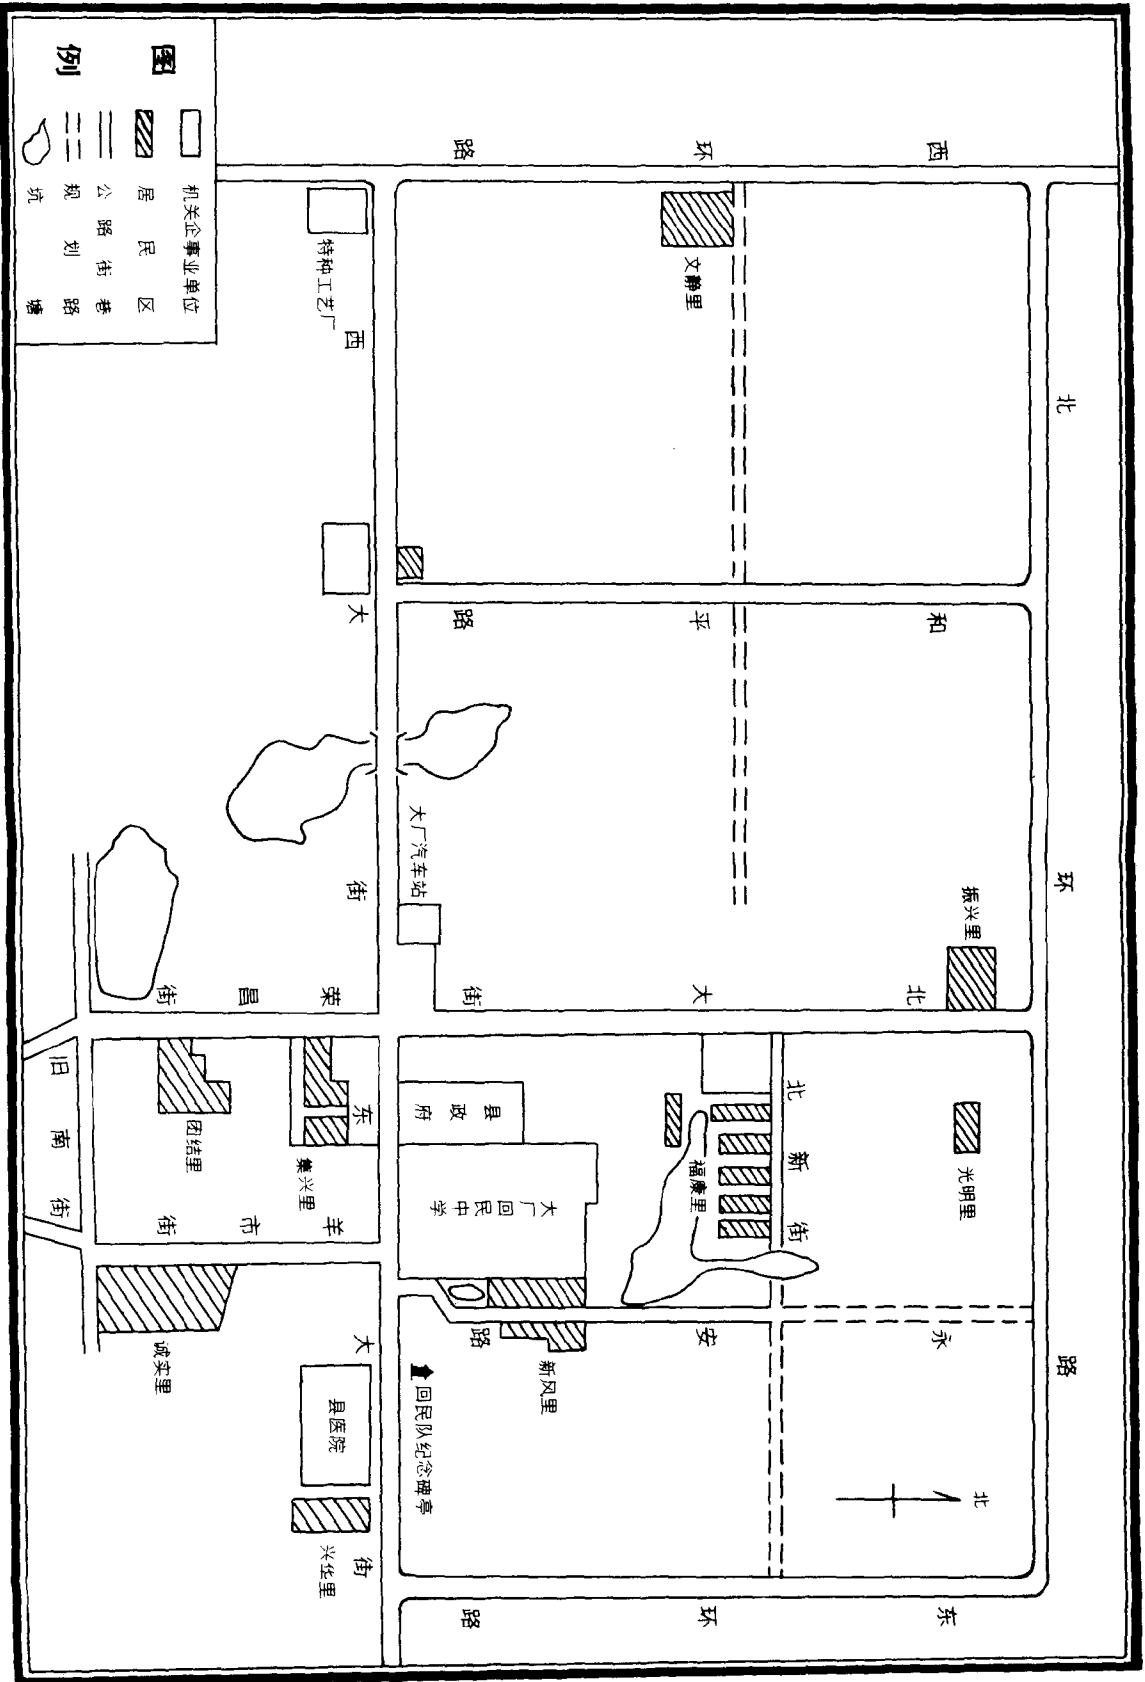 图例
机关企事业单位
居民区
公路街巷
规划路
坑塘
西环路
北环路
东环路
和平路
北大街
永安路
北新街
西大街
东大街
荣昌街
羊市街
旧南街
文静里
振兴里
光明里
福康里
新风里
集兴里
团结里
诚实里
兴华里
特种工艺厂
大厂汽车站
县政府
大厂回民中学
回民队纪念碑亭
县医院
北